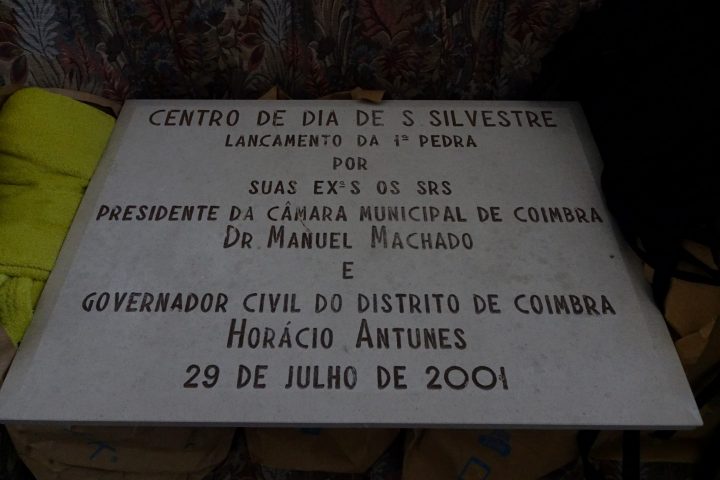 CENTRO DE DIA DE S SILVESTRE
LANCAMENTO DA 1ª PEDRA
POR
SUAS EXªS OS SRS
PRESIDENTE DA CÂMARA MUNICIPAL DE COIMBRA
DR. MANUEL MACHADO
E
GOVERNADOR CIVIL DO DISTRITO DE COIMBRA
HORÁCIO ANTUNES
29 DE JULHO DE 2001